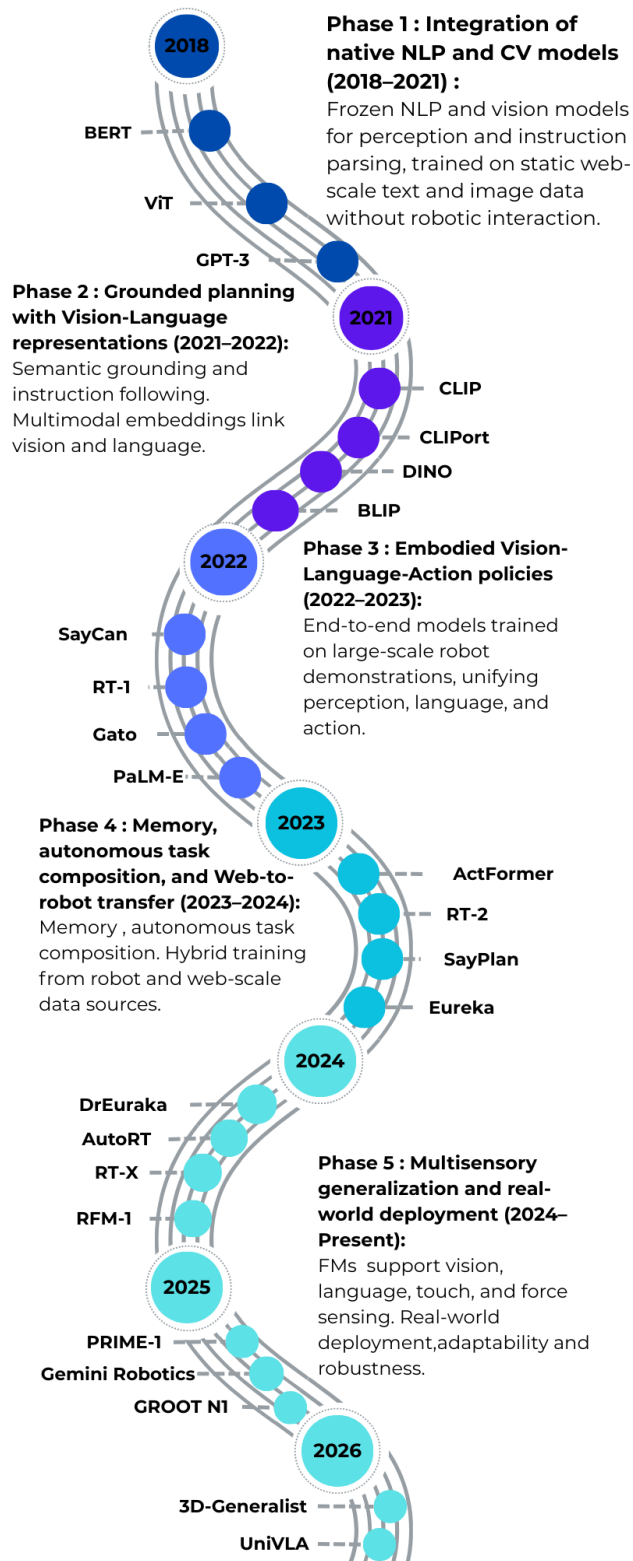 2018
Phase 1 : Integration of
native NLP and CV models
(2018–2021) :
Frozen NLP and vision models
for perception and instruction
parsing, trained on static web-
scale text and image data
without robotic interaction.
BERT
ViT
GPT-3
2021
Phase 2 : Grounded planning
with Vision-Language
representations (2021–2022):
Semantic grounding and
instruction following.
Multimodal embeddings link
vision and language.
CLIP
CLIPort
DINO
BLIP
2022
Phase 3 : Embodied Vision-
Language-Action policies
(2022–2023):
End-to-end models trained
on large-scale robot
demonstrations, unifying
perception, language, and
action.
SayCan
RT-1
Gato
PaLM-E
2023
Phase 4 : Memory,
autonomous task
composition, and Web-to-
robot transfer (2023–2024):
Memory , autonomous task
composition. Hybrid training
from robot and web-scale
data sources.
ActFormer
RT-2
SayPlan
Eureka
2024
DrEuraka
AutoRT
RT-X
RFM-1
Phase 5 : Multisensory
generalization and real-
world deployment (2024–
Present):
FMs  support vision,
language, touch, and force
sensing. Real-world
deployment,adaptability and
robustness.
2025
PRIME-1
Gemini Robotics
GROOT N1
2026
3D-Generalist
UniVLA